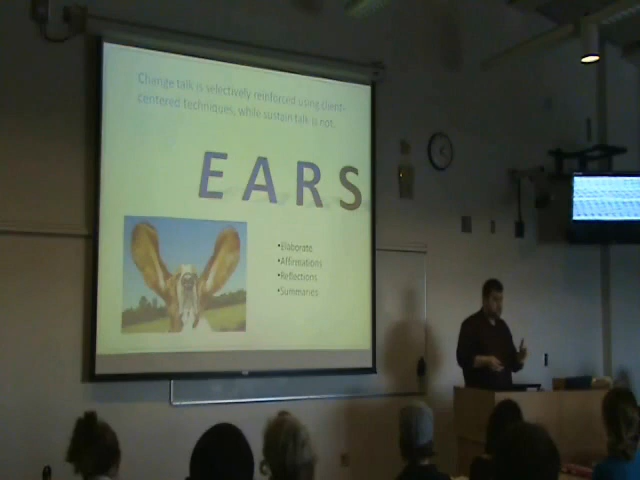 Change talk is selectively reinforced using client-
centered techniques, while sustain talk is not.
EARS
•Elaborate
•Affirmations
•Reflections
•Summaries